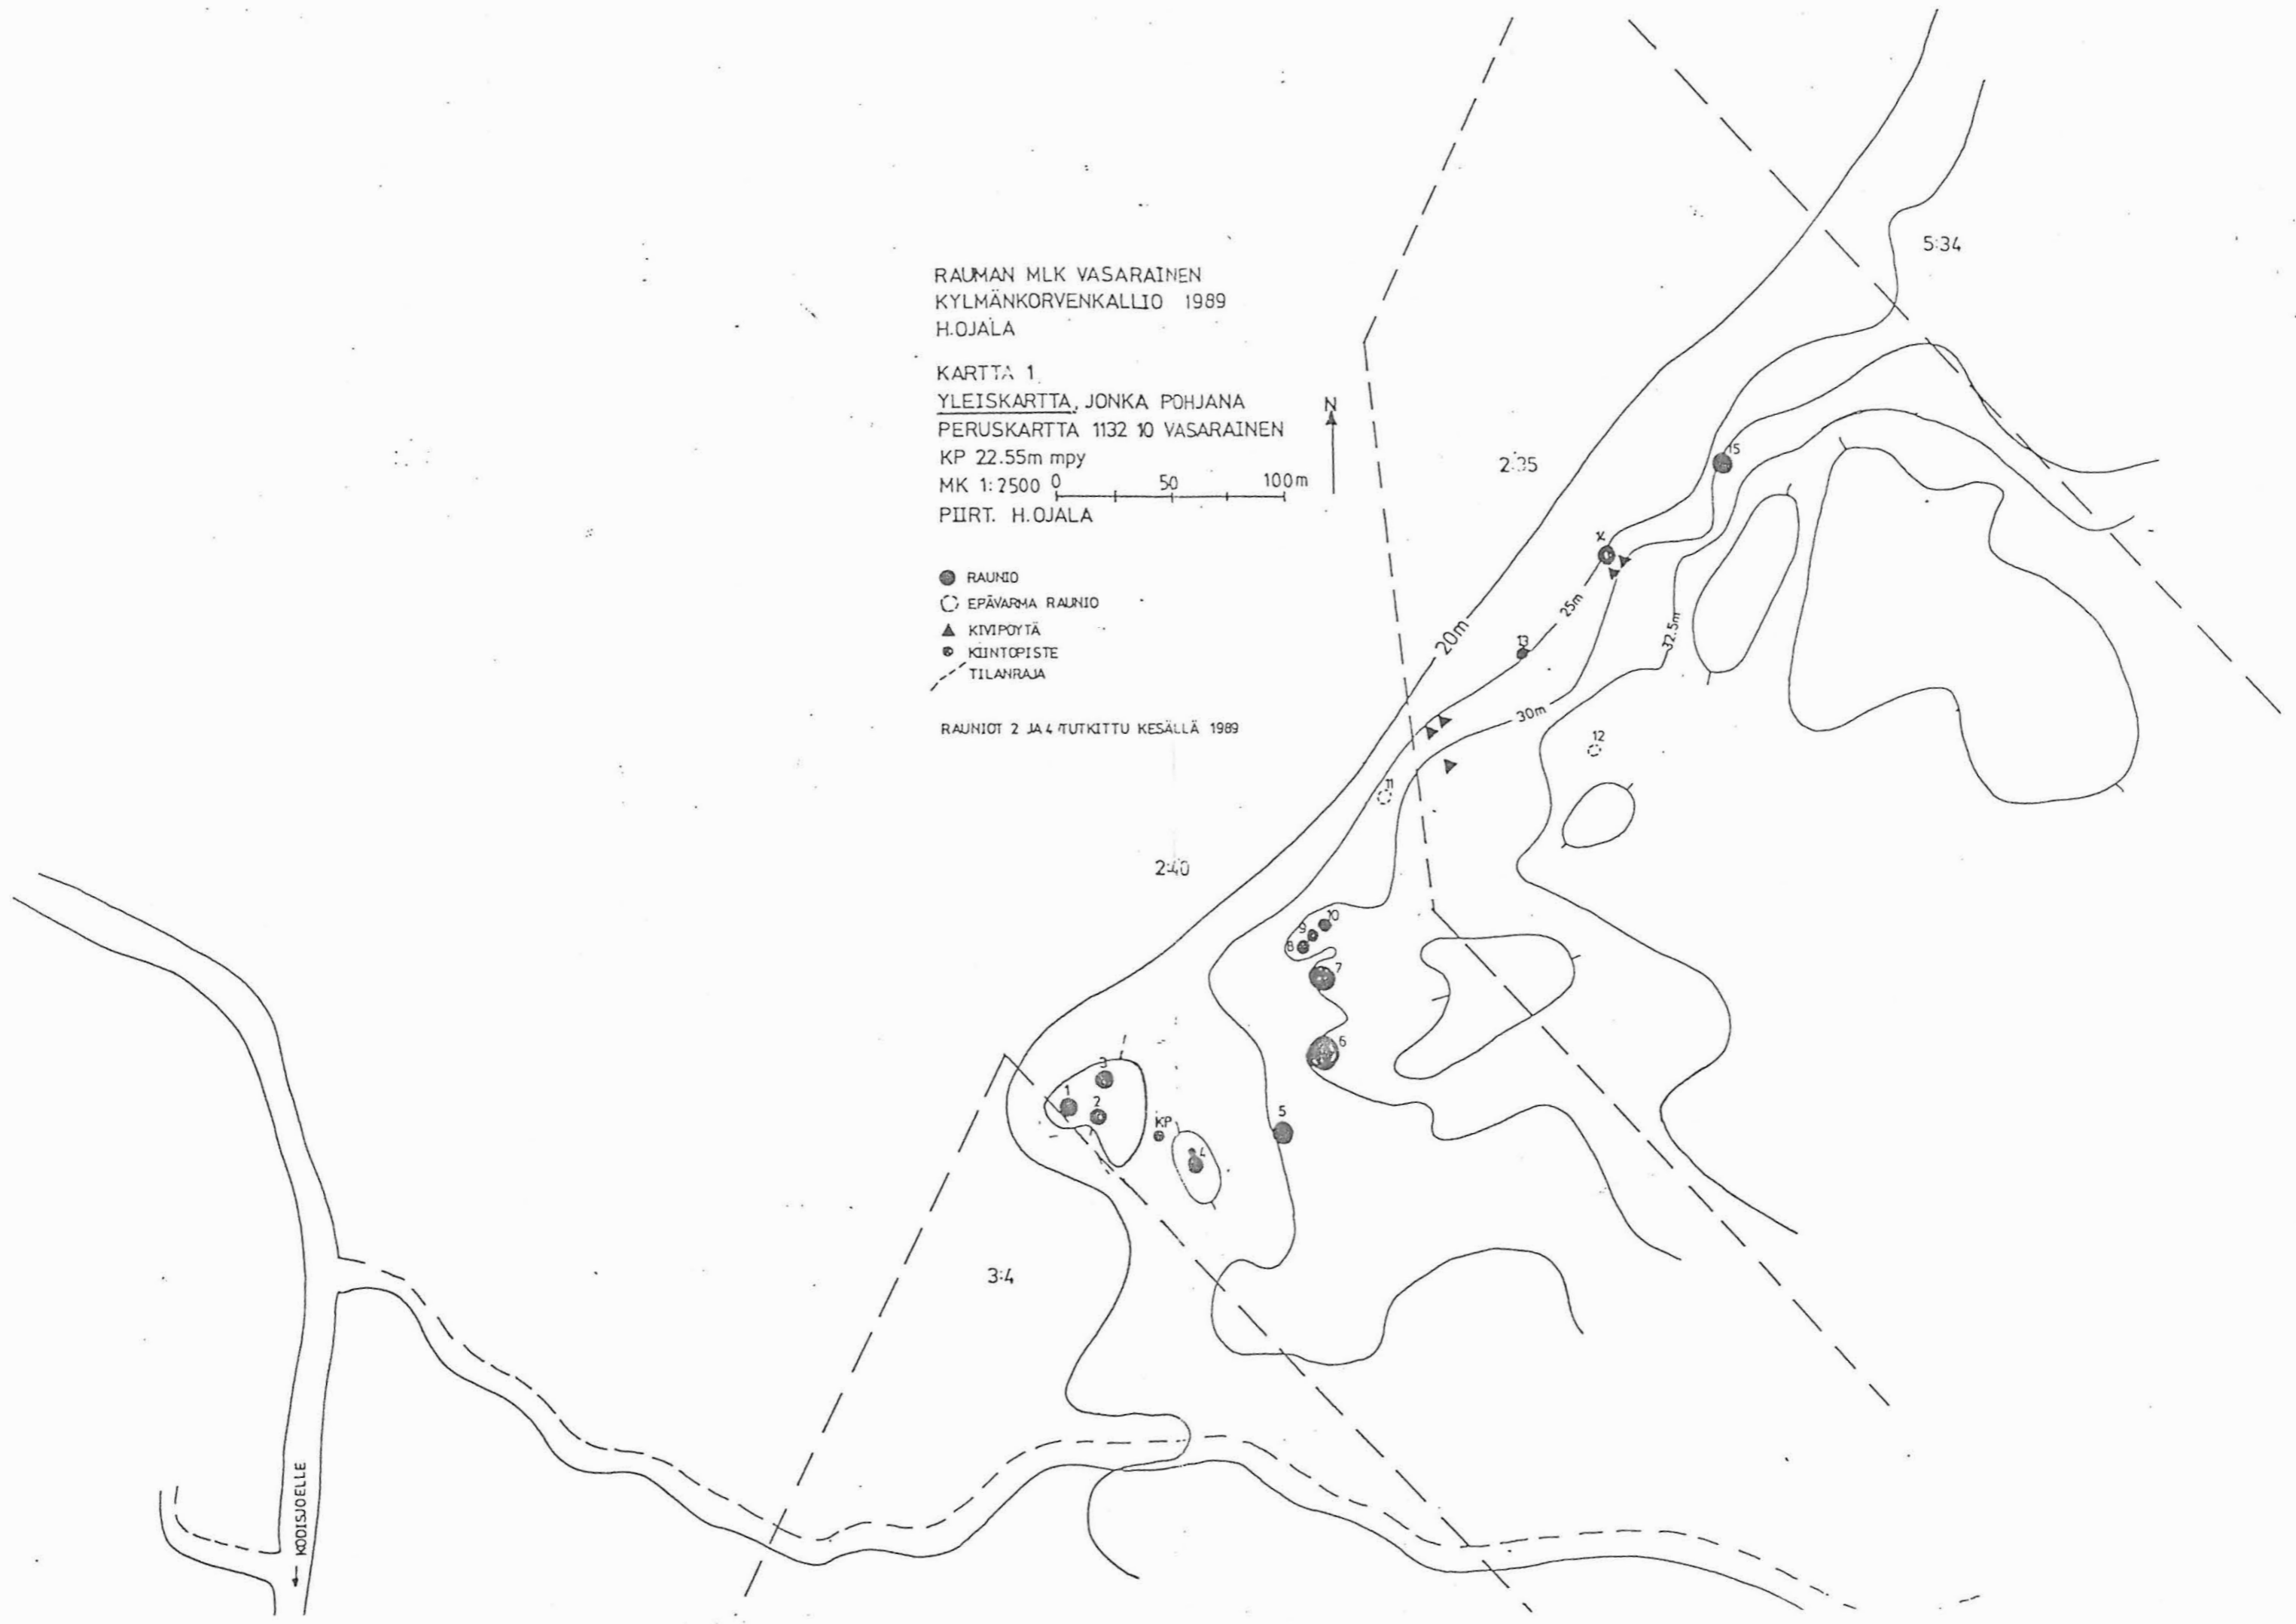 RAUMAN MLK VASARAINEN
KYLMÄNKORVENKALLIO 1989
H.OJALA
KARTTA 1
YLEISKARTTA, JONKA POHJANA
PERUSKARTTA 1132 10 VASARAINEN
KP 22.55m mpy
MK 1:2500 0 50 100m
PIIRT. H.OJALA
N
RAUNIO
EPÄVARMA RAUNIO
KIVIPÖYTÄ
KIINTOPISTE
TILANRAJA
RAUNIOT 2 JA 4 TUTKITTU KESÄLLÄ 1989
5:34
15
14
25m
20m
13
32.5m
30m
12
11
2:40
10
9
8
7
6
3
1
2
KP
5
4
3:4
KODISJOELLE